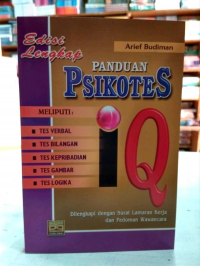 Edisi
Lengkap
Arief Budiman
PANDUAN
PSIKOTES
MELIPUTI:
TES VERBAL
TES BILANGAN
TES KEPRIBADIAN
TES GAMBAR
TES LOGIKA
iQ
Dilengkapi dengan Surat Lamaran Kerja
dan Pedoman Wawancara